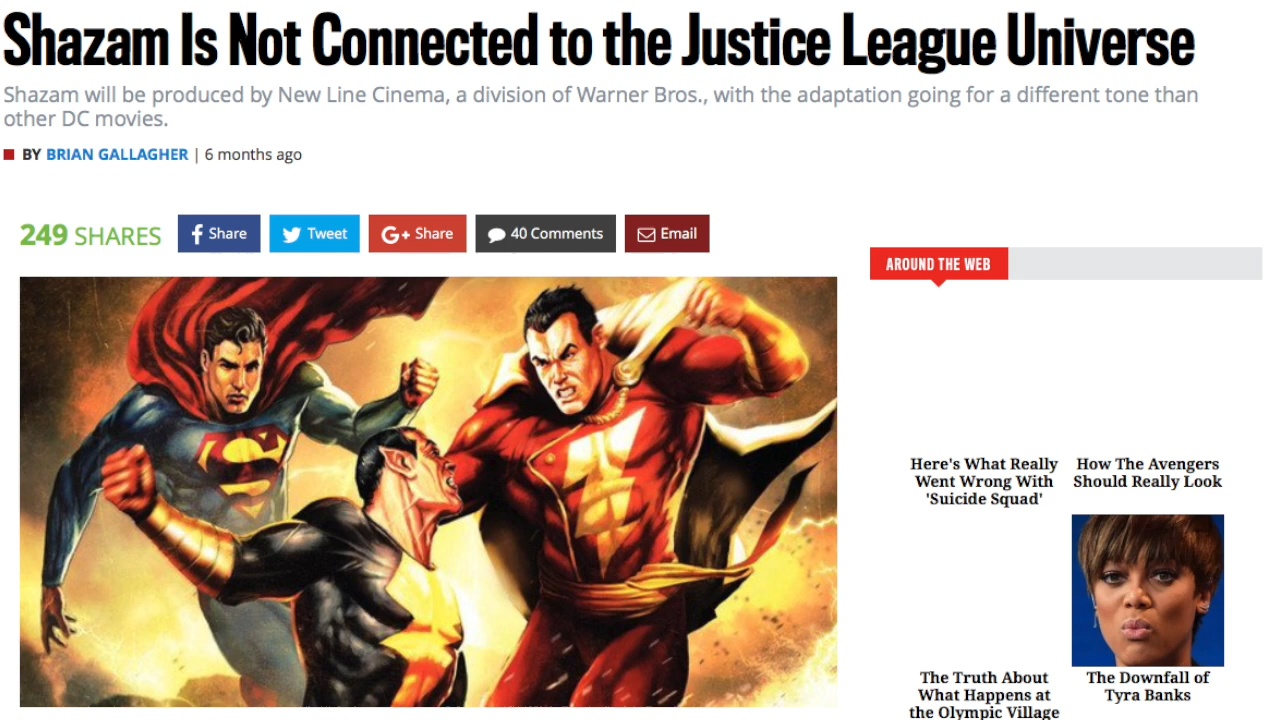 Shazam Is Not Connected to the Justice League Universe
Shazam will be produced by New Line Cinema, a division of Warner Bros., with the adaptation going for a different tone than
other DC movies.
BY BRIAN GALLAGHER | 6 months ago
249 SHARES
Share
Tweet
G+ Share
40 Comments
Email
AROUND THE WEB
S
Here's What Really
Went Wrong With
'Suicide Squad'
How The Avengers
Should Really Look
The Truth About
What Happens at
the Olympic Village
The Downfall of
Tyra Banks